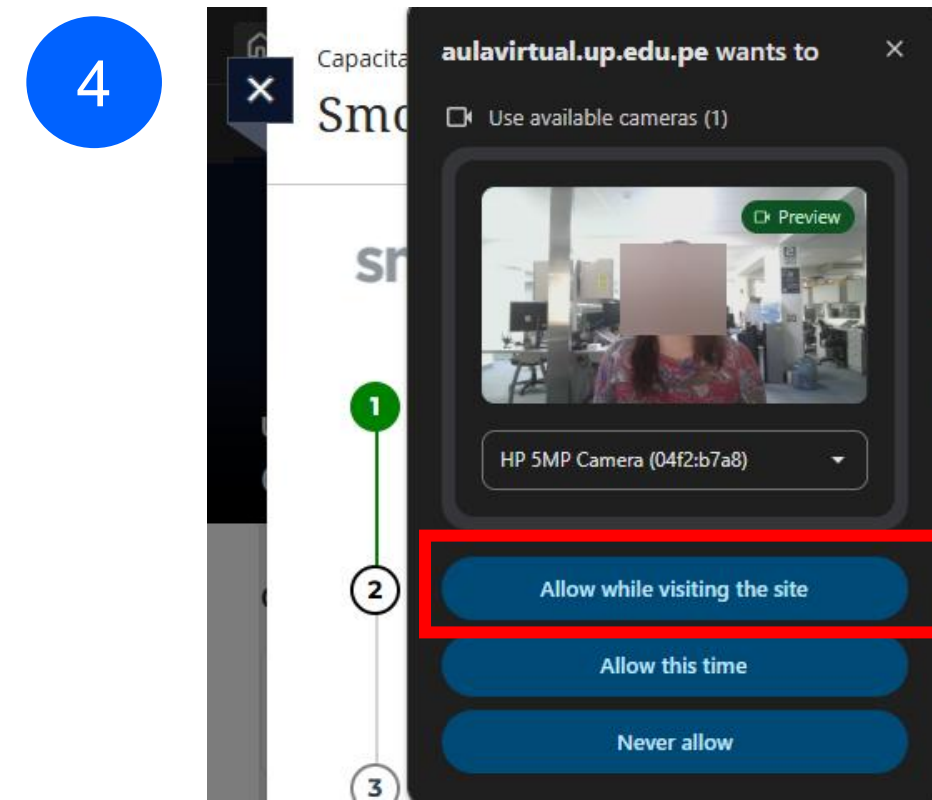 4
Capacita
Smo
sm
1
2
3
aulavirtual.up.edu.pe wants to
Use available cameras (1)
Preview
HP 5MP Camera (04f2:b7a8)
Allow while visiting the site
Allow this time
Never allow